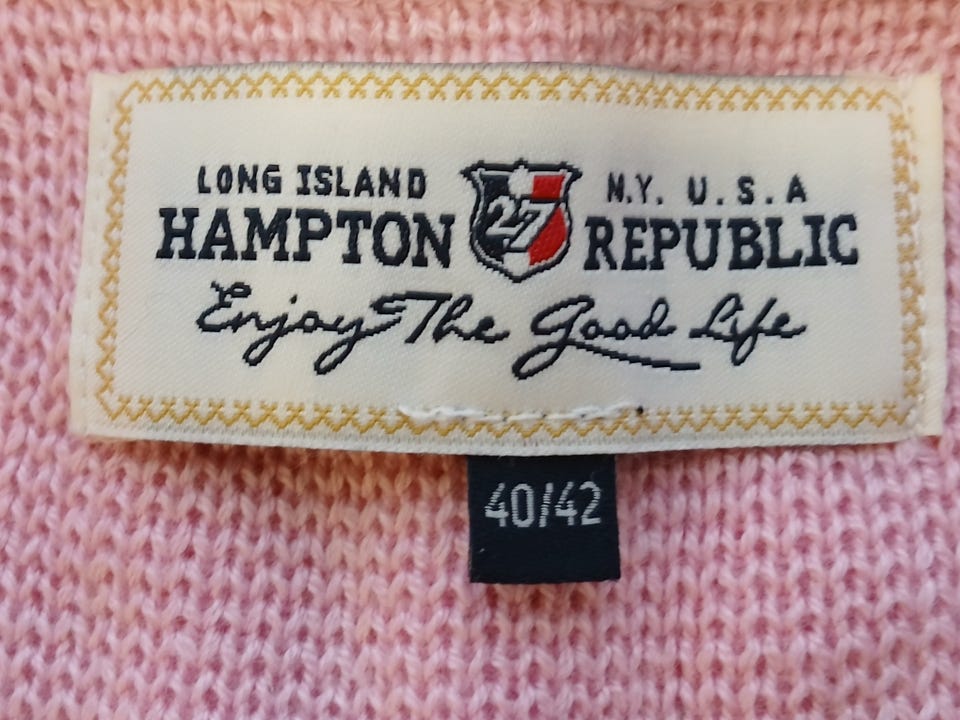 LONG ISLAND 27 N.Y. U.S.A
HAMPTON REPUBLIC
Enjoy The Good Life
40/42